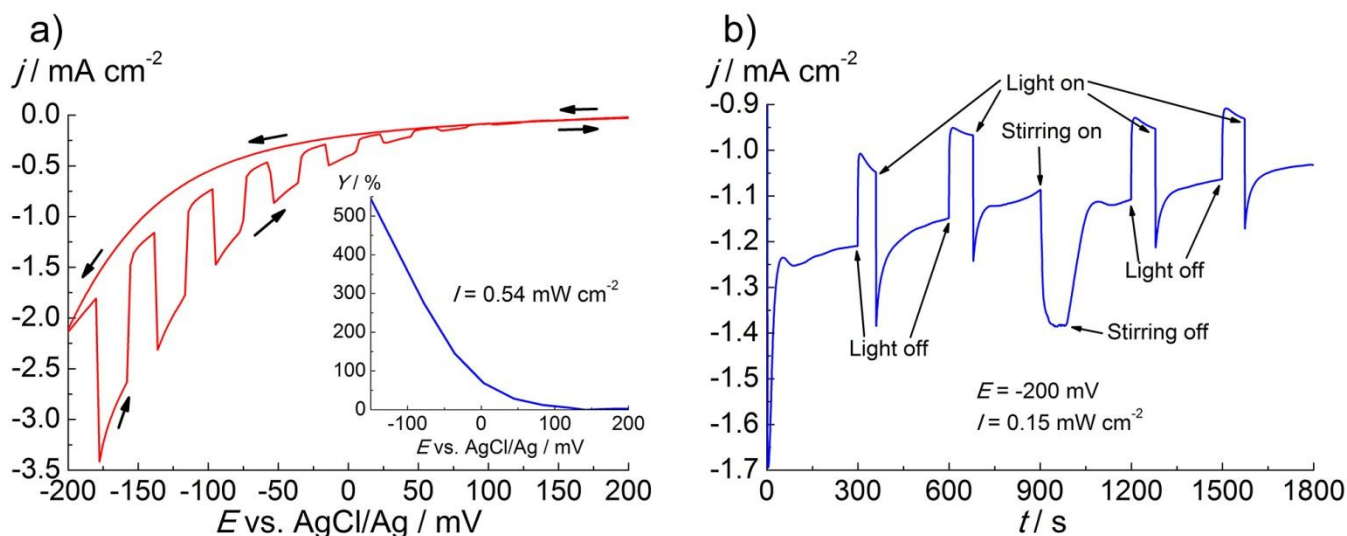 a)
j / mA cm-2
0.0
-0.5
-1.0
-1.5
-2.0
-2.5
-3.0
-3.5
-200 -150 -100 -50 0 50 100 150 200
E vs. AgCl/Ag / mV
Y / %
500
400
300
200
100
0
-100 0 100 200
E vs. AgCl/Ag / mV
I = 0.54 mW cm-2
b)
j / mA cm-2
-0.9
-1.0
-1.1
-1.2
-1.3
-1.4
-1.5
-1.6
-1.7
0 300 600 900 1200 1500 1800
t / s
Light on
Stirring on
Light off
Light off
Stirring off
E = -200 mV
I = 0.15 mW cm-2